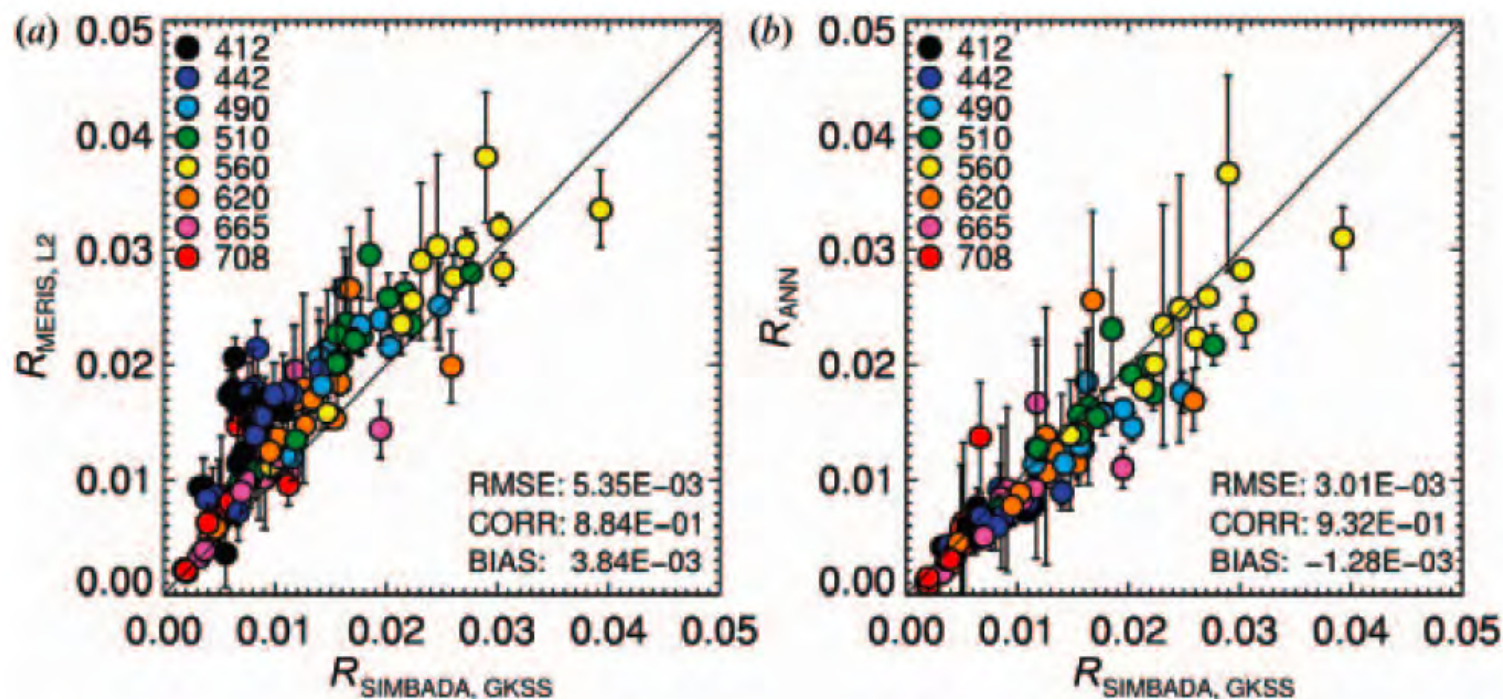 (a)
0.05
0.04
0.03
0.02
0.01
0.00
R MERIS, L2
412
442
490
510
560
620
665
708
RMSE: 5.35E−03
CORR: 8.84E−01
BIAS: 3.84E−03
0.00 0.01 0.02 0.03 0.04 0.05
R SIMBADA, GKSS
(b)
0.05
0.04
0.03
0.02
0.01
0.00
R ANN
412
442
490
510
560
620
665
708
RMSE: 3.01E−03
CORR: 9.32E−01
BIAS: −1.28E−03
0.00 0.01 0.02 0.03 0.04 0.05
R SIMBADA, GKSS